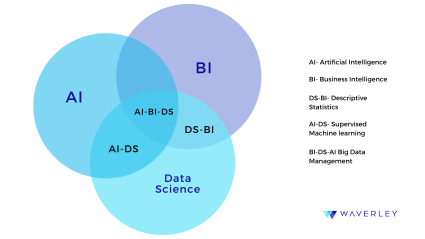 AI
BI
AI-BI-DS
DS-BI
AI-DS
Data
Science
AI- Artificial Intelligence
BI- Business Intelligence
DS-BI- Descriptive
Statistics
AI-DS- Supervised
Machine learning
BI-DS-AI Big Data
Management
WAVERLEY